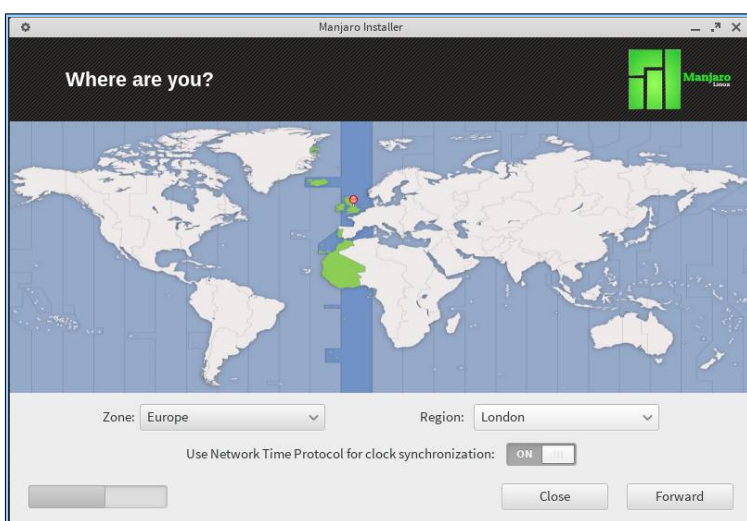 Manjaro Installer
Where are you?
Manjaro
Linux
Zone: Europe Region: London
Use Network Time Protocol for clock synchronization: ON
Close Forward